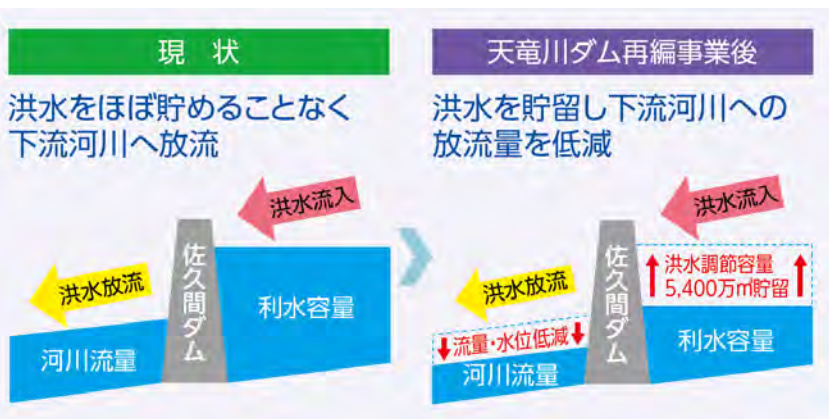 現 状
洪水をほぼ貯めることなく
下流河川へ放流
洪水流入
洪水放流
佐久間ダム
利水容量
河川流量
天竜川ダム再編事業後
洪水を貯留し下流河川への
放流量を低減
洪水流入
洪水放流
佐久間ダム
洪水調節容量
5,400万㎥貯留
流量・水位低減
利水容量
河川流量